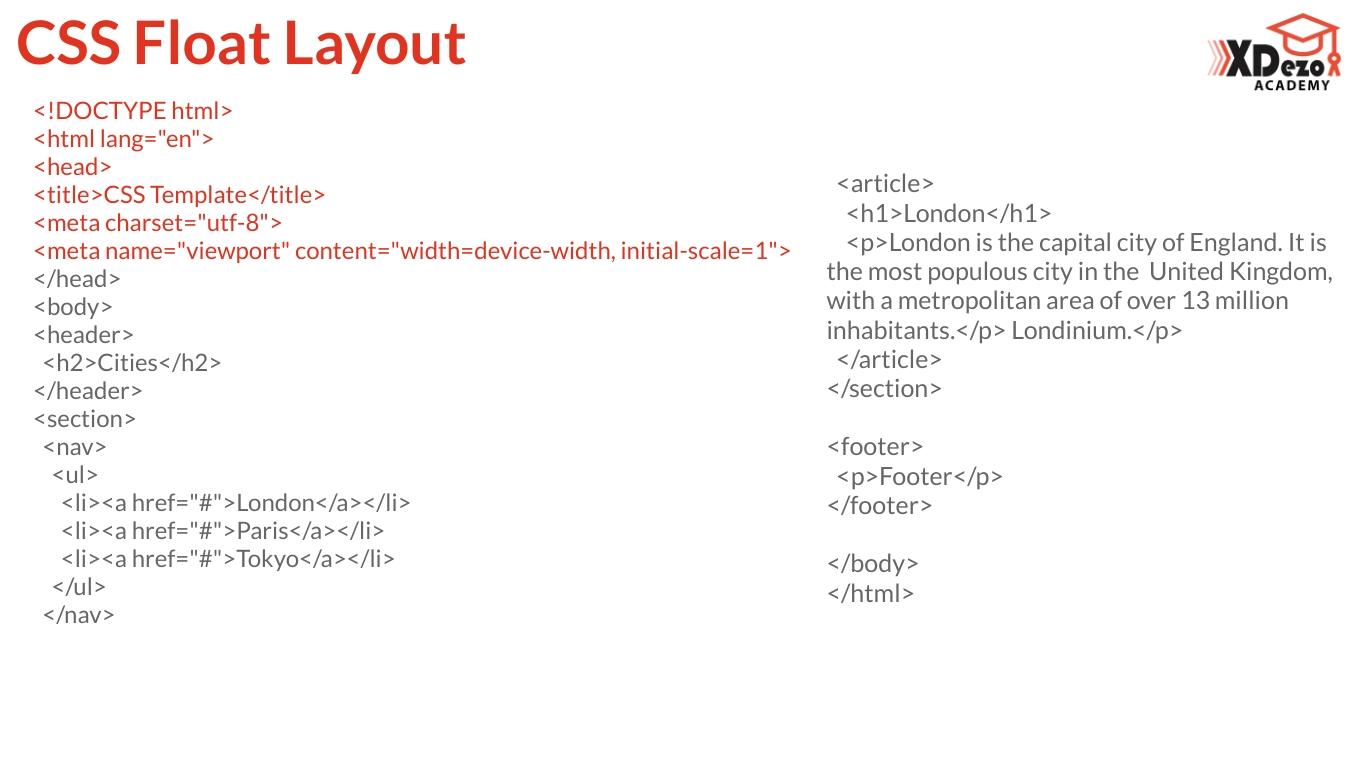 CSS Float Layout
XDezo
ACADEMY
<!DOCTYPE html>
<html lang="en">
<head>
<title>CSS Template</title>
<meta charset="utf-8">
<meta name="viewport" content="width=device-width, initial-scale=1">
</head>
<body>
<header>
<h2>Cities</h2>
</header>
<section>
<nav>
<ul>
<li><a href="#">London</a></li>
<li><a href="#">Paris</a></li>
<li><a href="#">Tokyo</a></li>
</ul>
</nav>
<article>
<h1>London</h1>
<p>London is the capital city of England. It is
the most populous city in the  United Kingdom,
with a metropolitan area of over 13 million
inhabitants.</p> Londinium.</p>
</article>
</section>
<footer>
<p>Footer</p>
</footer>
</body>
</html>